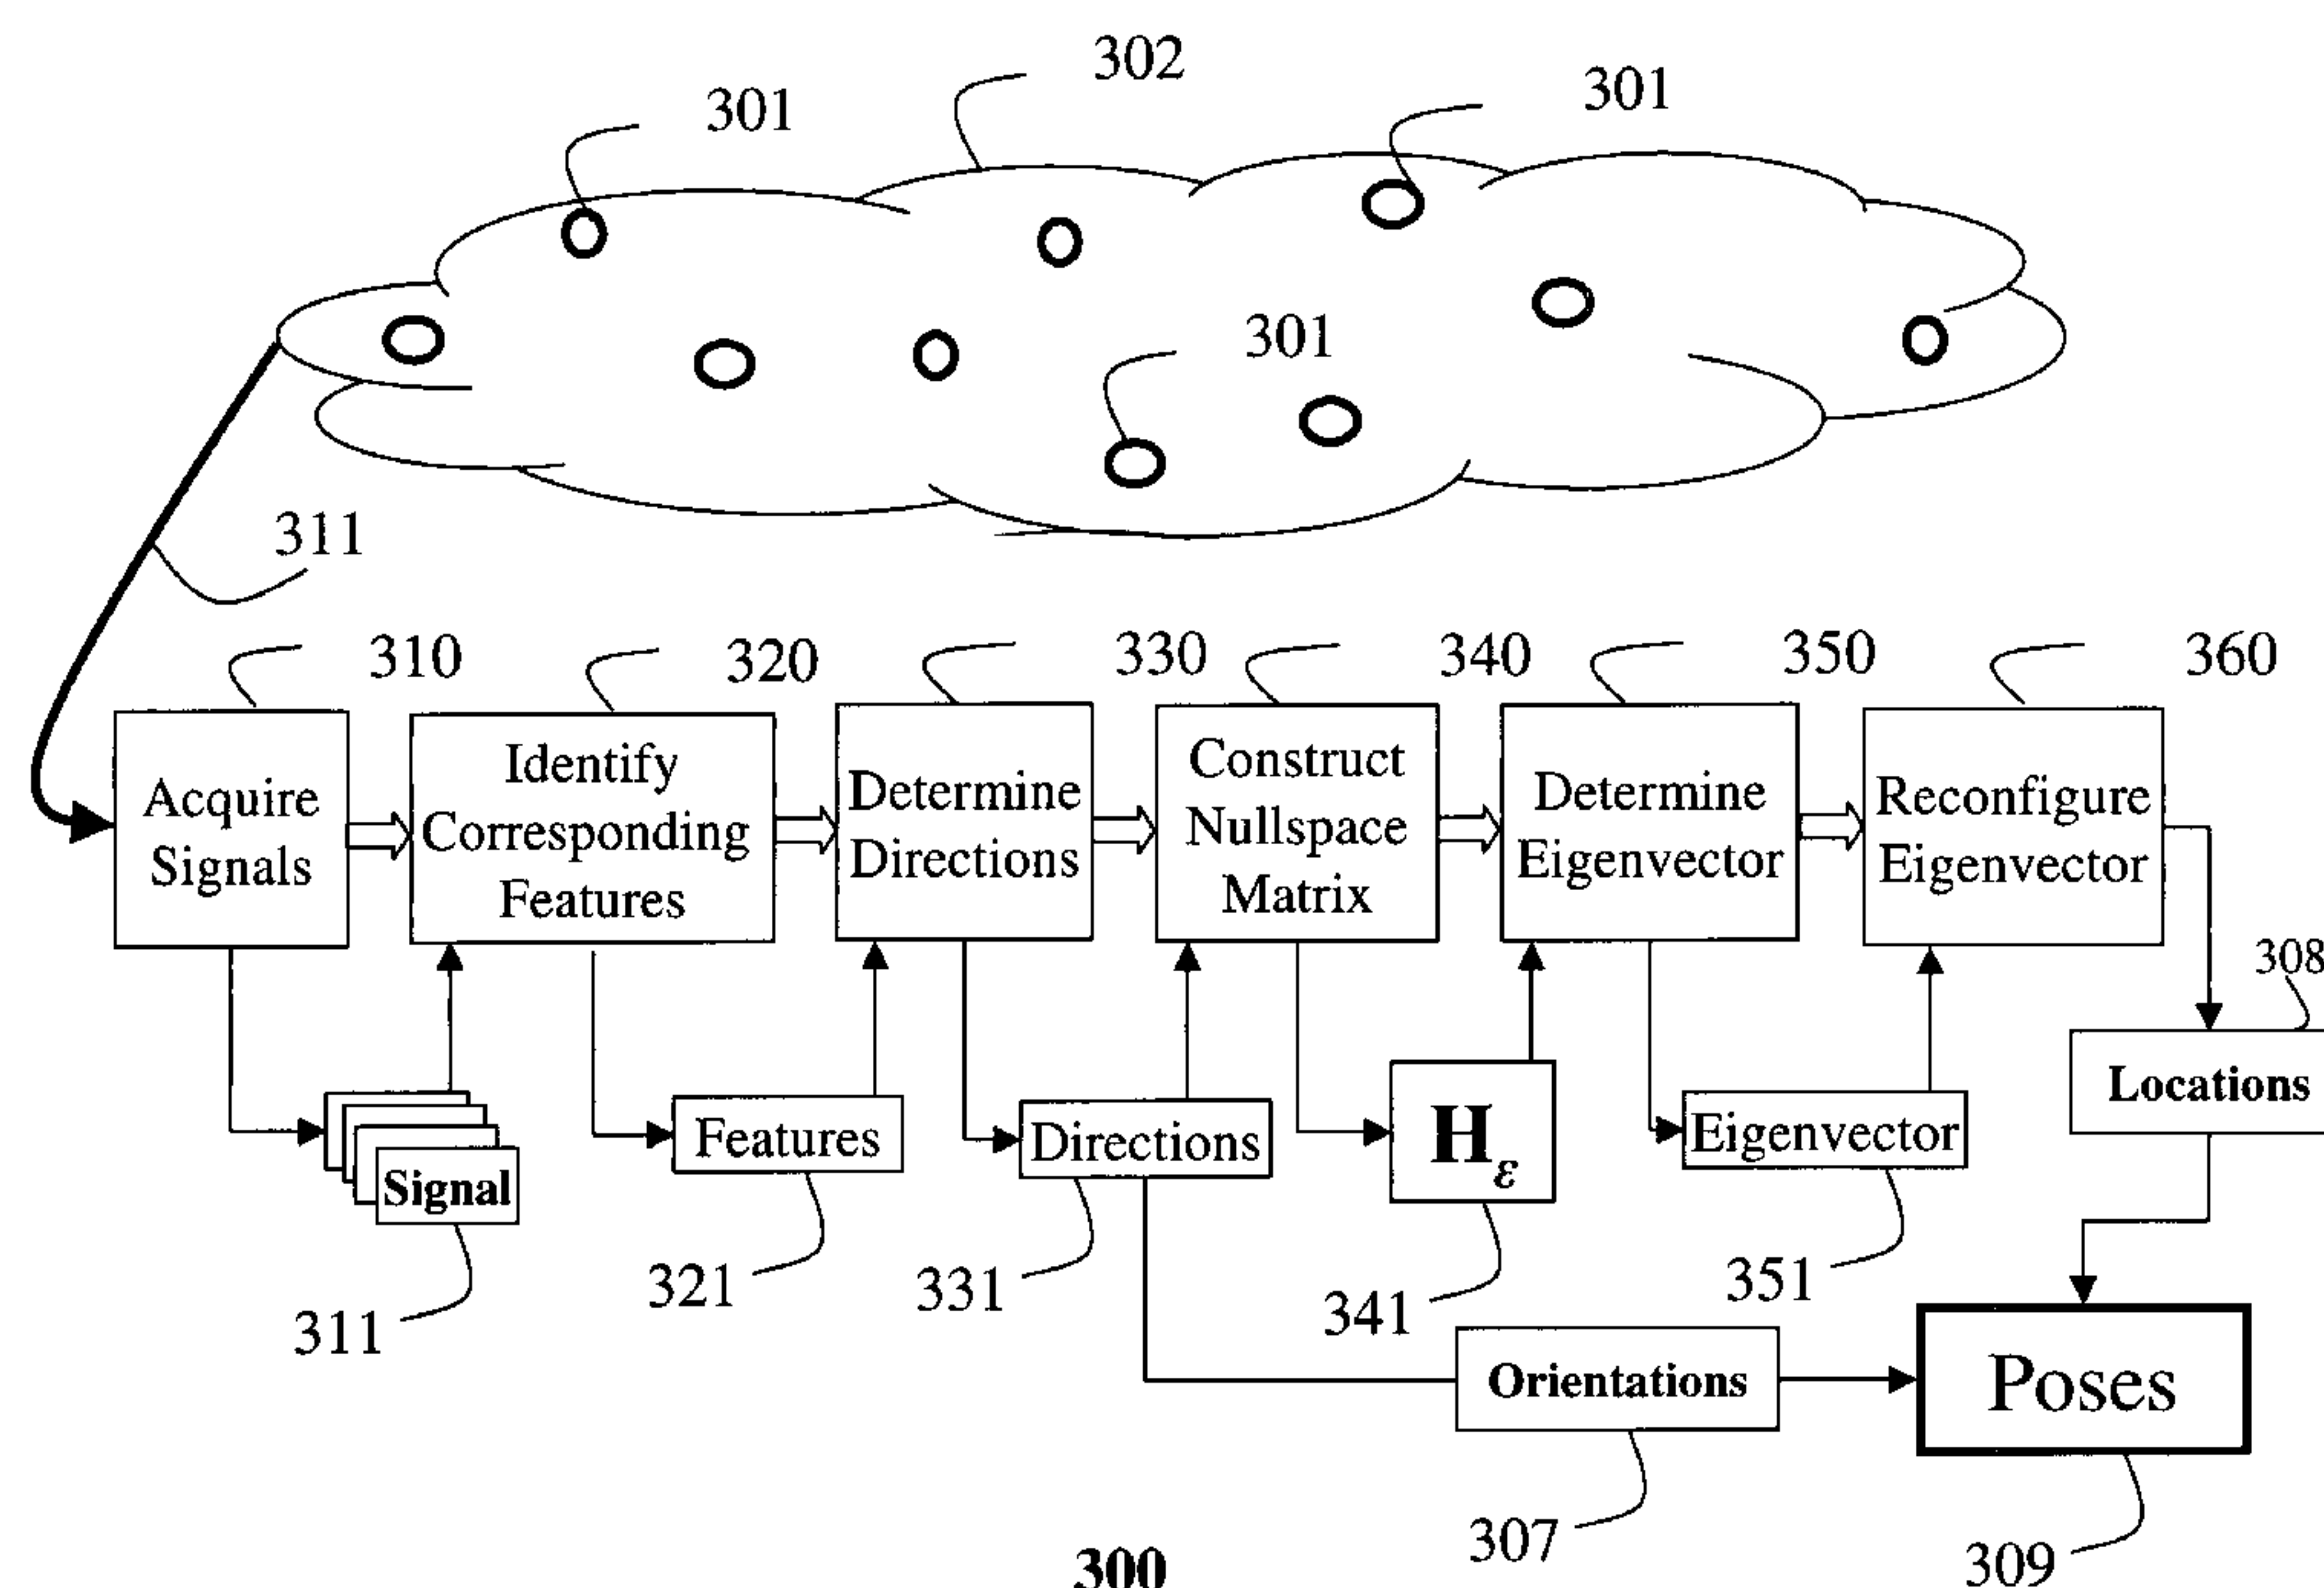 302
301
301
301
311
310
320
330
340
350
360
Acquire
Signals
Identify
Corresponding
Features
Determine
Directions
Construct
Nullspace
Matrix
Determine
Eigenvector
Reconfigure
Eigenvector
308
Locations
Signal
Features
Directions
Hε
Eigenvector
311
321
331
341
351
Orientations
Poses
307
309
300